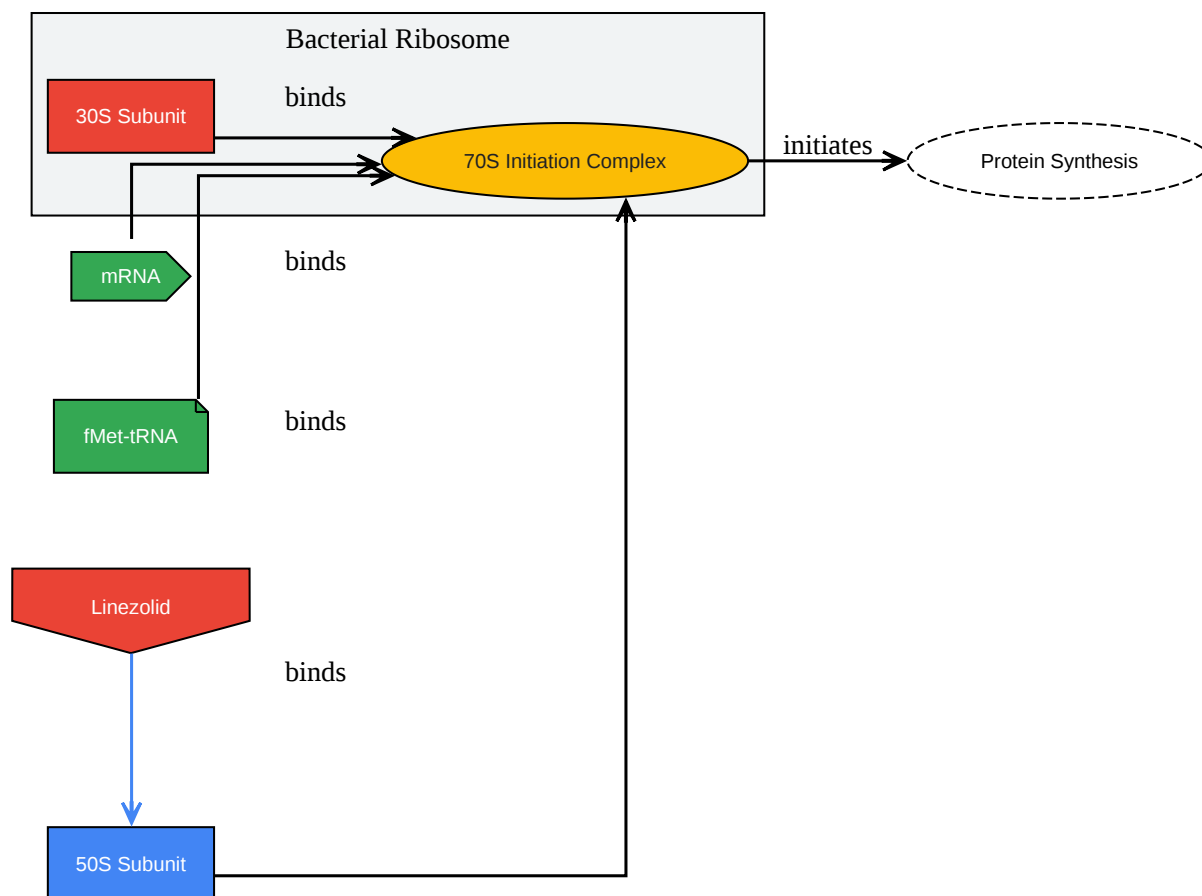 Bacterial Ribosome
30S Subunit
binds
70S Initiation Complex
initiates
Protein Synthesis
mRNA
binds
fMet-tRNA
binds
Linezolid
binds
50S Subunit